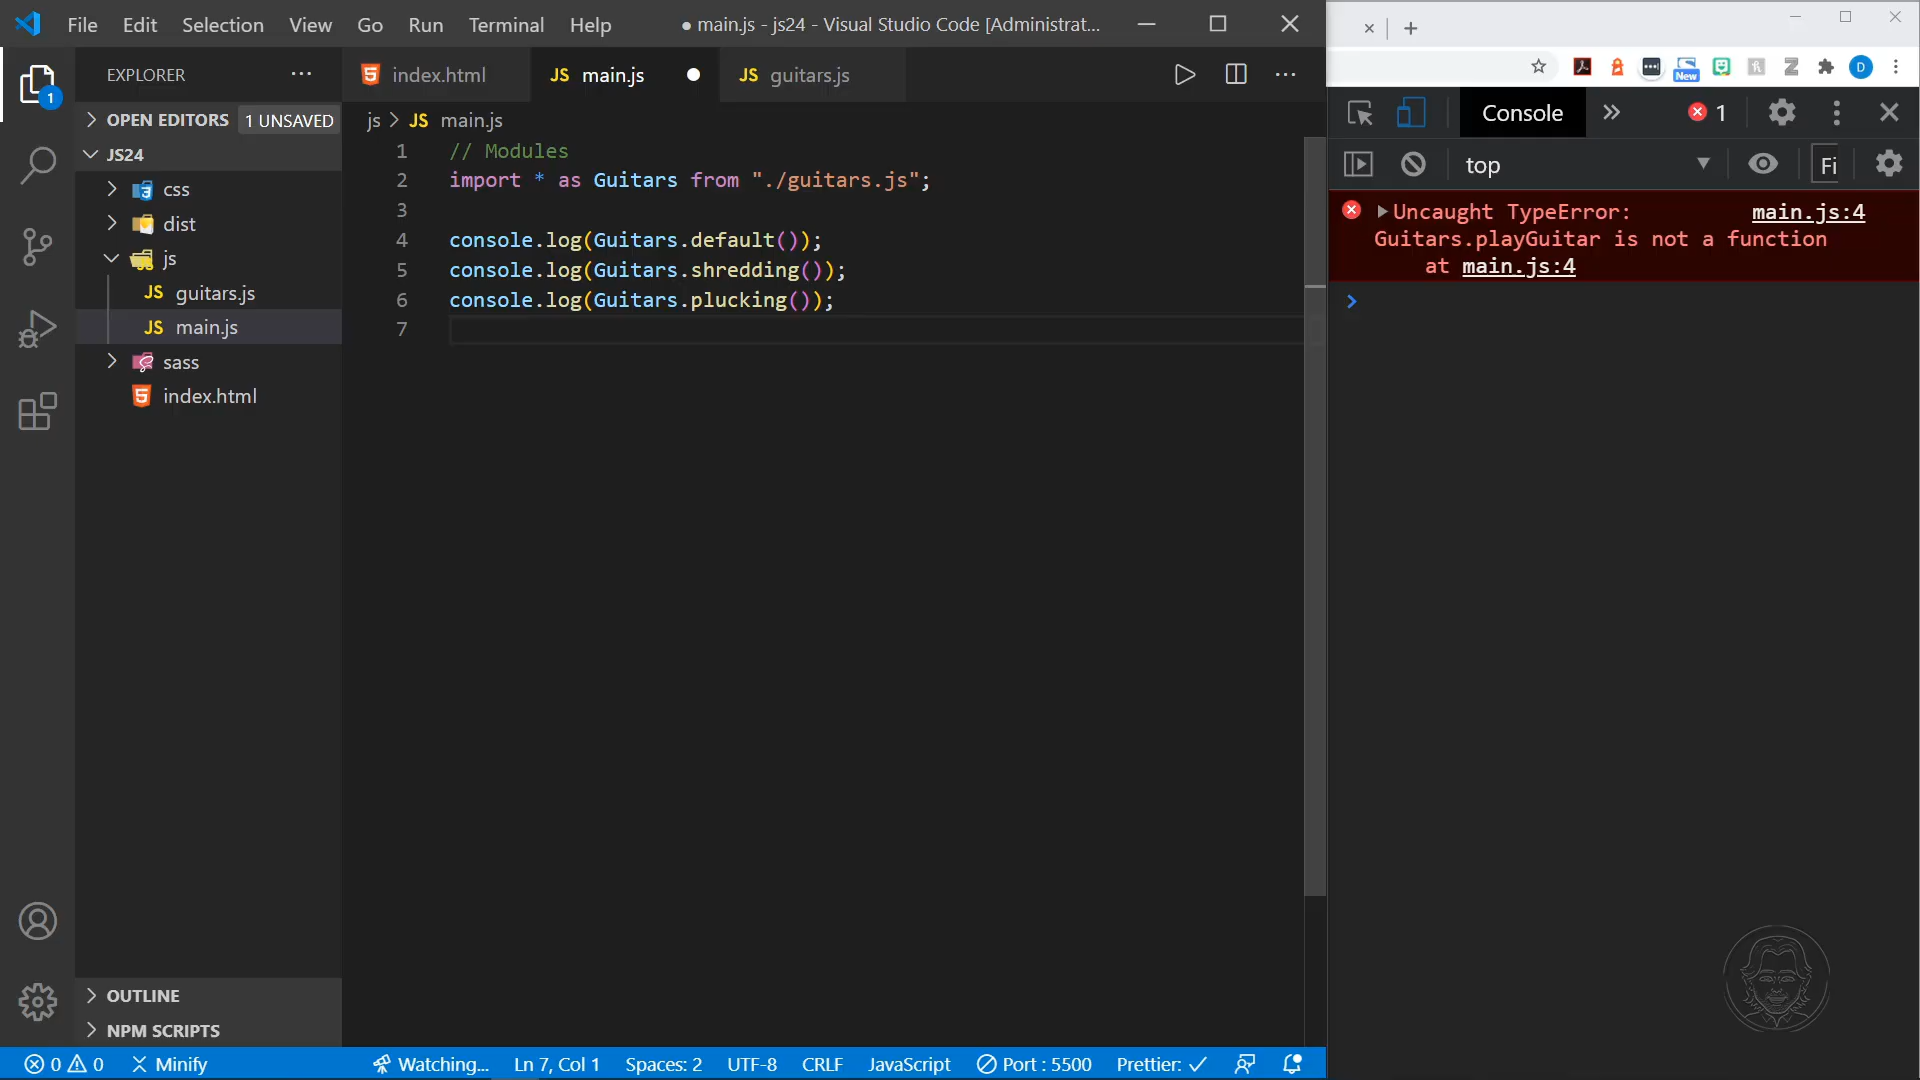 File Edit Selection View Go Run Terminal Help ● main.js - js24 - Visual Studio Code [Administrat...
EXPLORER
index.html
JS main.js
JS guitars.js
OPEN EDITORS 1 UNSAVED
JS24
css
dist
js
JS guitars.js
JS main.js
sass
index.html
OUTLINE
NPM SCRIPTS
js > JS main.js
1 // Modules
2 import * as Guitars from "./guitars.js";
3
4 console.log(Guitars.default());
5 console.log(Guitars.shredding());
6 console.log(Guitars.plucking());
7
New
D
Console
1
top
Fi
Uncaught TypeError: main.js:4
Guitars.playGuitar is not a function
at main.js:4
1
0 0 Minify Watching... Ln 7, Col 1 Spaces: 2 UTF-8 CRLF JavaScript Port : 5500 Prettier: ✓